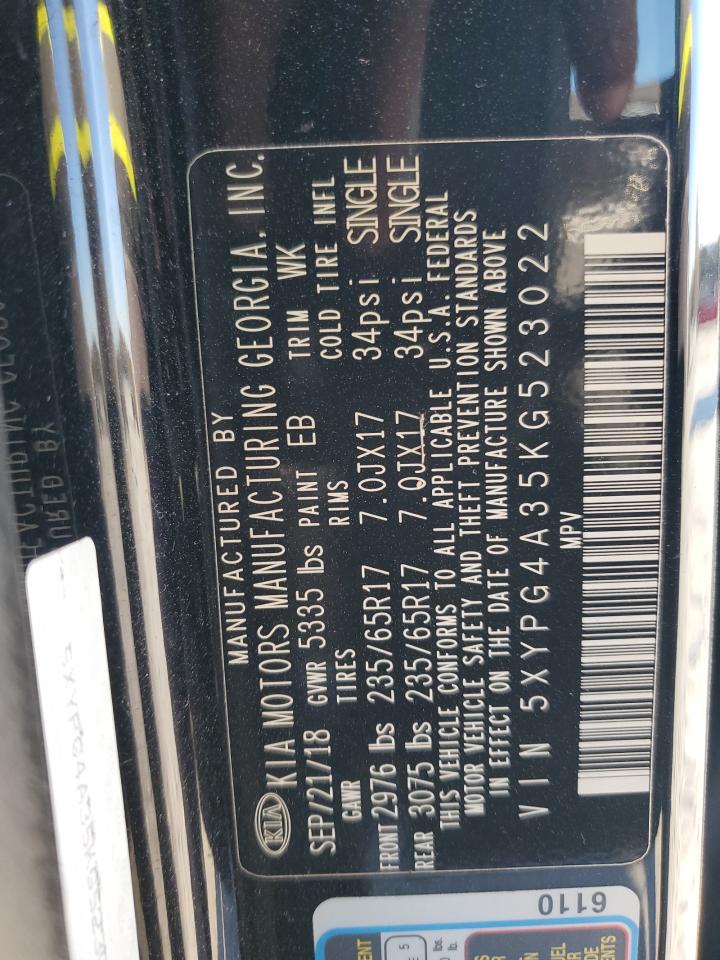 MANUFACTURED BY
KIA KIA MOTORS MANUFACTURING GEORGIA, INC.
SEP/21/18 GVWR 5335 lbs PAINT EB TRIM WK
GAWR TIRES RIMS COLD TIRE INFL
FRONT 2976 lbs 235/65R17 7.0JX17 34psi SINGLE
REAR 3075 lbs 235/65R17 7.0JX17 34psi SINGLE
THIS VEHICLE CONFORMS TO ALL APPLICABLE U.S.A. FEDERAL
MOTOR VEHICLE SAFETY AND THEFT PREVENTION STANDARDS
IN EFFECT ON THE DATE OF MANUFACTURE SHOWN ABOVE
VIN 5XYPG4A35KG523022
MPV
6110